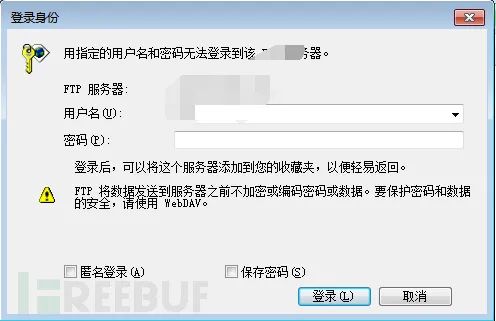 登录身份
用指定的用户名和密码无法登录到该 服务器。
FTP 服务器:
用户名(U):
密码(P):
登录后，可以将这个服务器添加到您的收藏夹，以便轻易返回。
FTP 将数据发送到服务器之前不加密或编码密码或数据。要保护密码和数据
的安全，请使用 WebDAV。
匿名登录(A)
保存密码(S)
登录(L)
取消
FREEBUF